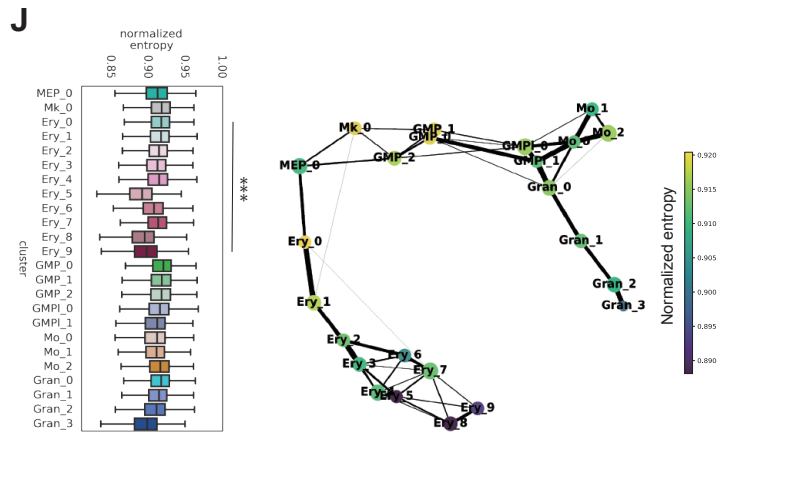 J
normalized
entropy
0.85
0.90
0.95
1.00
cluster
MEP_0
Mk_0
Ery_0
Ery_1
Ery_2
Ery_3
Ery_4
Ery_5
Ery_6
Ery_7
Ery_8
Ery_9
GMP_0
GMP_1
GMP_2
GMPl_0
GMPl_1
Mo_0
Mo_1
Mo_2
Gran_0
Gran_1
Gran_2
Gran_3
***
Mk_0
GMP_1
GMP_0
GMP_2
MEP_0
Mo_1
Mo_2
Mo_0
GMPl_0
GMPl_1
Gran_0
Ery_0
Gran_1
Gran_2
Gran_3
Ery_1
Ery_2
Ery_3
Ery_6
Ery_7
Ery_4
Ery_5
Ery_9
Ery_8
Normalized entropy
0.920
0.915
0.910
0.905
0.900
0.895
0.890